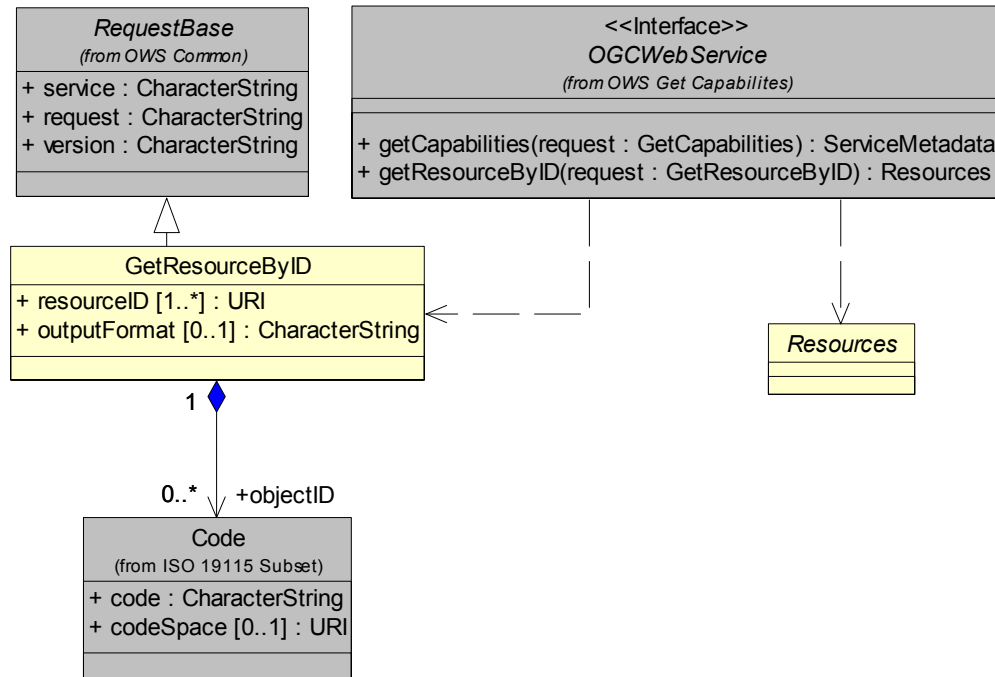 RequestBase
(from OWS Common)
+ service : CharacterString
+ request : CharacterString
+ version : CharacterString
<<Interface>>
OGCWebService
(from OWS Get Capabilites)
+ getCapabilities(request : GetCapabilities) : ServiceMetadata
+ getResourceByID(request : GetResourceByID) : Resources
GetResourceByID
+ resourceID [1..*] : URI
+ outputFormat [0..1] : CharacterString
Resources
1
0..* +objectID
Code
(from ISO 19115 Subset)
+ code : CharacterString
+ codeSpace [0..1] : URI